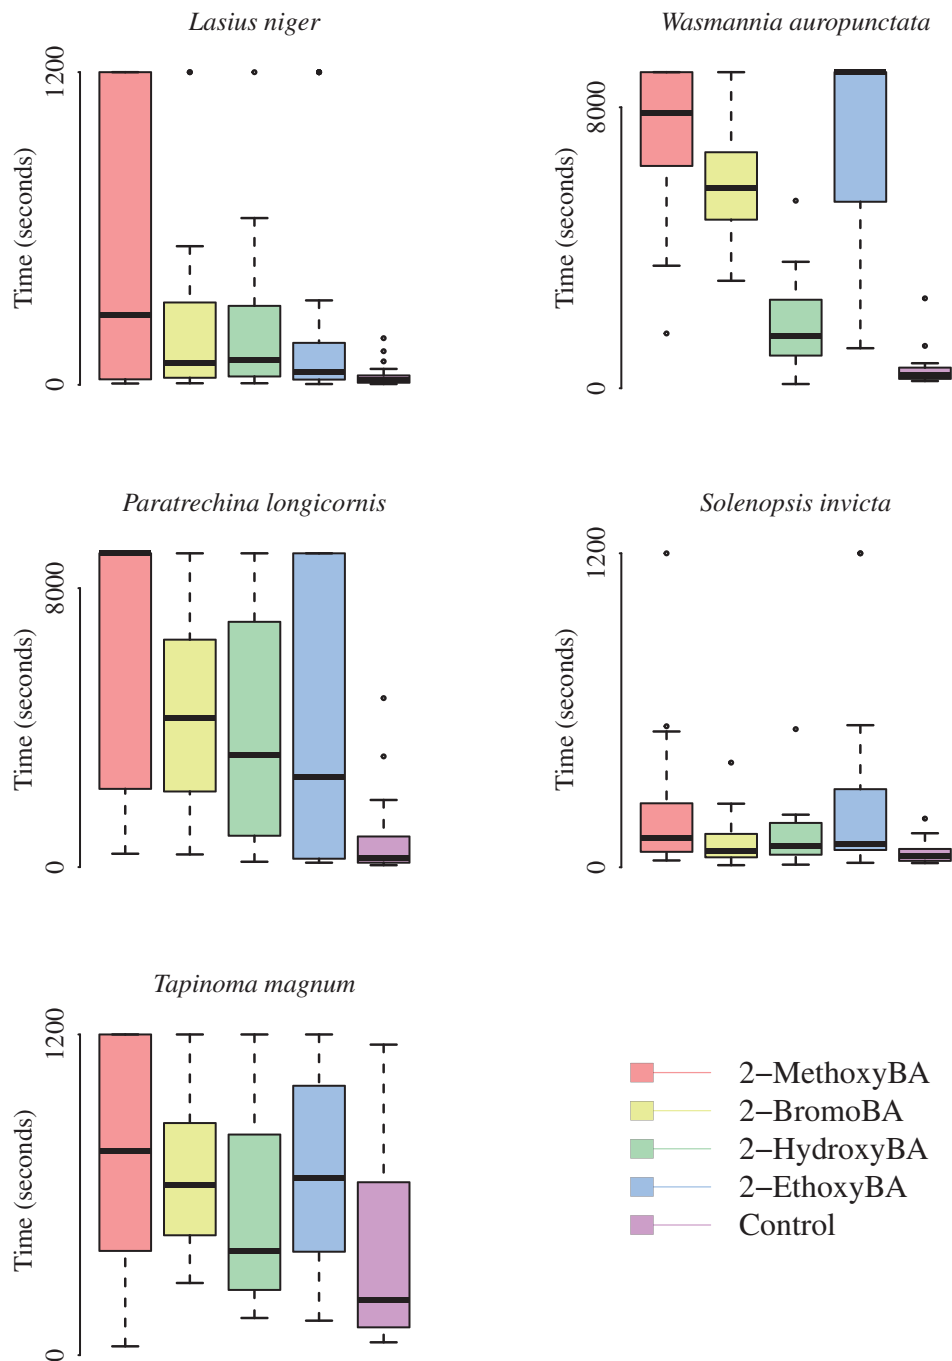 Lasius niger
Time (seconds)
1200
0
Wasmannia auropunctata
Time (seconds)
8000
0
Paratrechina longicornis
Time (seconds)
8000
0
Solenopsis invicta
Time (seconds)
1200
0
Tapinoma magnum
Time (seconds)
1200
0
2−MethoxyBA
2−BromoBA
2−HydroxyBA
2−EthoxyBA
Control